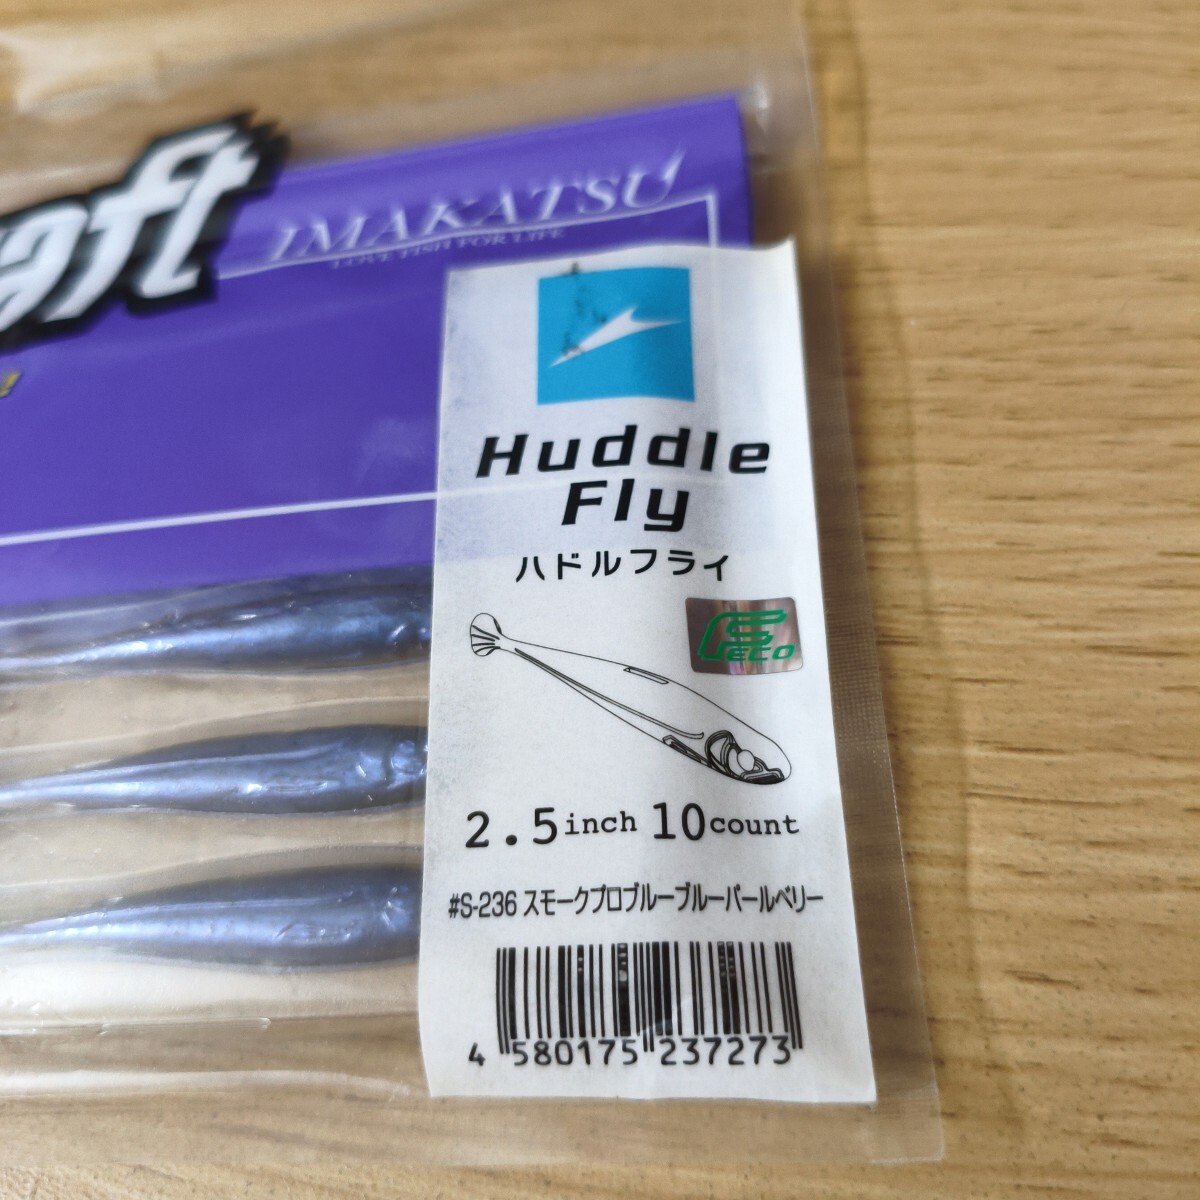 aft
IMAKATSU
LOVE FISH FOR LIFE
Huddle
Fly
ハドルフライ
FECO
2.5inch 10count
#S-236 スモークプロブルーブルーパールベリー
4 580175 237273